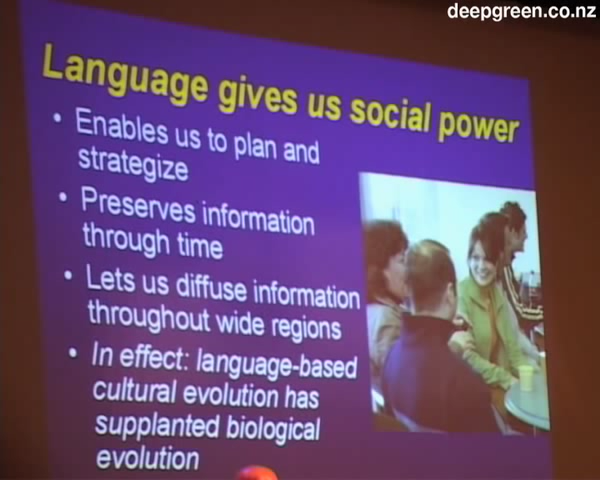 deepgreen.co.nz
Language gives us social power
• Enables us to plan and
strategize
• Preserves information
through time
• Lets us diffuse information
throughout wide regions
• In effect: language-based
cultural evolution has
supplanted biological
evolution